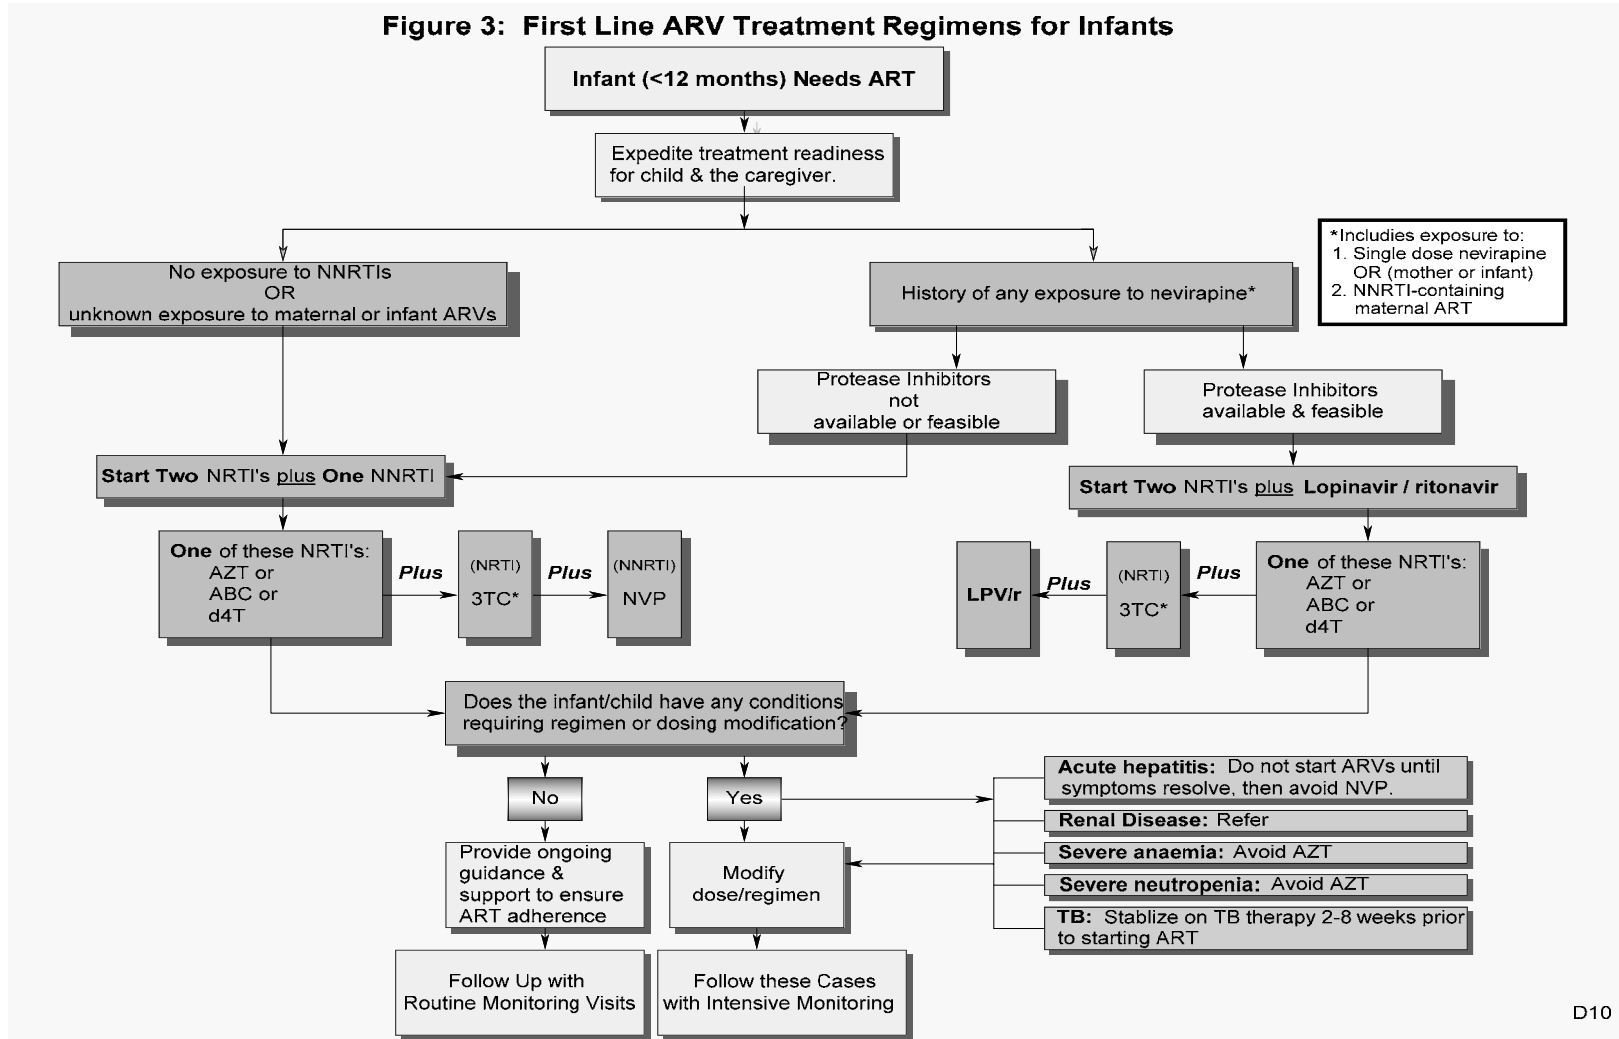 Figure 3: First Line ARV Treatment Regimens for Infants
Infant (<12 months) Needs ART
Expedite treatment readiness
for child & the caregiver.
*Includies exposure to:
1. Single dose nevirapine
OR (mother or infant)
2. NNRTI-containing
maternal ART
No exposure to NNRTIs
OR
unknown exposure to maternal or infant ARVs
History of any exposure to nevirapine*
Protease Inhibitors
not
available or feasible
Protease Inhibitors
available & feasible
Start Two NRTI's plus One NNRTI
Start Two NRTI's plus Lopinavir / ritonavir
One of these NRTI's:
AZT or
ABC or
d4T
Plus
(NRTI)
3TC*
Plus
(NNRTI)
NVP
LPV/r
Plus
(NRTI)
3TC*
Plus
One of these NRTI's:
AZT or
ABC or
d4T
Does the infant/child have any conditions
requiring regimen or dosing modification?
No
Yes
Acute hepatitis: Do not start ARVs until
symptoms resolve, then avoid NVP.
Renal Disease: Refer
Severe anaemia: Avoid AZT
Severe neutropenia: Avoid AZT
TB: Stablize on TB therapy 2-8 weeks prior
to starting ART
Provide ongoing
guidance &
support to ensure
ART adherence
Modify
dose/regimen
Follow Up with
Routine Monitoring Visits
Follow these Cases
with Intensive Monitoring
D10